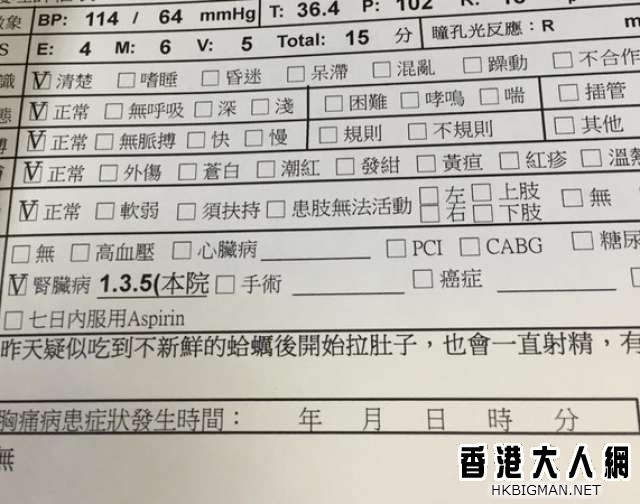 象 BP: 114 / 64 mmHg T: 36.4 P: 102
S E: 4 M: 6 V: 5 Total: 15 分 瞳孔光反應:R m
識 ☑清楚 ☐嗜睡 ☐昏迷 ☐呆滯 ☐混亂 ☐躁動 ☐不合作
態 ☑正常 ☐無呼吸 ☐深 ☐淺 ☐困難 ☐哮鳴 ☐喘 ☐插管
搏 ☑正常 ☐無脈搏 ☐快 ☐慢 ☐規則 ☐不規則 ☐其他
☑正常 ☐外傷 ☐蒼白 ☐潮紅 ☐發紺 ☐黃疸 ☐紅疹 ☐溫熱
☑正常 ☐軟弱 ☐須扶持 ☐患肢無法活動 ☐左 ☐上肢 ☐無
☐右 ☐下肢
☐無 ☐高血壓 ☐心臟病 ☐PCI ☐CABG ☐糖尿
☑腎臟病 1.3.5(本院 ☐手術 ☐癌症
☐七日內服用Aspirin
昨天疑似吃到不新鮮的蛤蠣後開始拉肚子,也會一直射精,有
胸痛病患症狀發生時間: 年 月 日 時 分
無
香港大人網
HKBIGMAN.NET